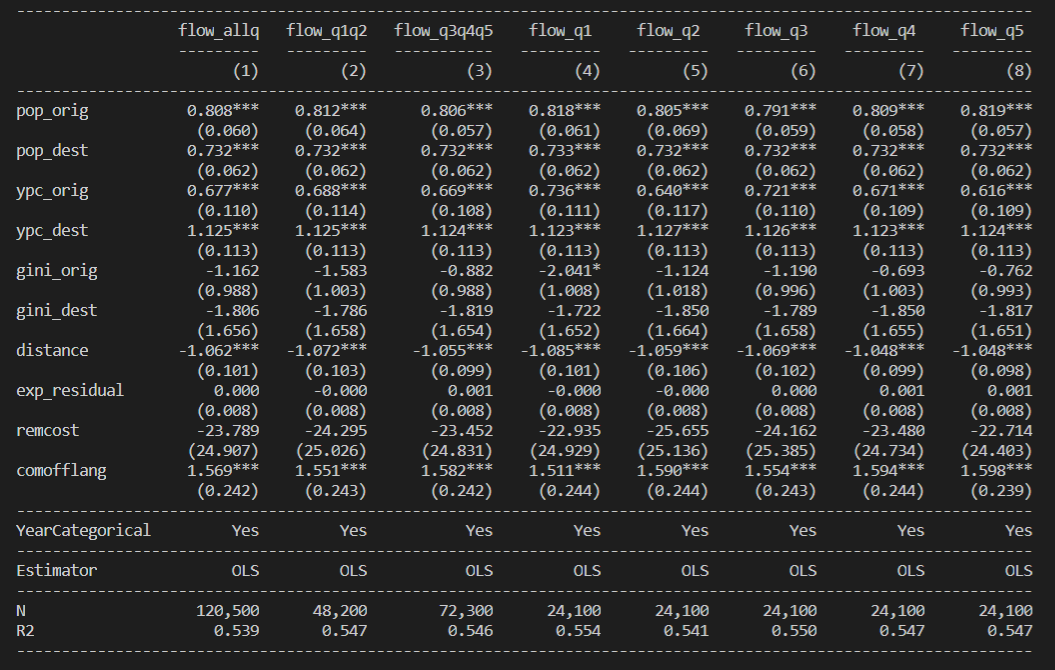 flow_allq flow_q1q2 flow_q3q4q5 flow_q1 flow_q2 flow_q3 flow_q4 flow_q5
(1) (2) (3) (4) (5) (6) (7) (8)
pop_orig 0.808*** 0.812*** 0.806*** 0.818*** 0.805*** 0.791*** 0.809*** 0.819***
(0.060) (0.064) (0.057) (0.061) (0.069) (0.059) (0.058) (0.057)
pop_dest 0.732*** 0.732*** 0.732*** 0.733*** 0.732*** 0.732*** 0.732*** 0.732***
(0.062) (0.062) (0.062) (0.062) (0.062) (0.062) (0.062) (0.062)
ypc_orig 0.677*** 0.688*** 0.669*** 0.736*** 0.640*** 0.721*** 0.671*** 0.616***
(0.110) (0.114) (0.108) (0.111) (0.117) (0.110) (0.109) (0.109)
ypc_dest 1.125*** 1.125*** 1.124*** 1.123*** 1.127*** 1.126*** 1.123*** 1.124***
(0.113) (0.113) (0.113) (0.113) (0.113) (0.113) (0.113) (0.113)
gini_orig -1.162 -1.583 -0.882 -2.041* -1.124 -1.190 -0.693 -0.762
(0.988) (1.003) (0.988) (1.008) (1.018) (0.996) (1.003) (0.993)
gini_dest -1.806 -1.786 -1.819 -1.722 -1.850 -1.789 -1.850 -1.817
(1.656) (1.658) (1.654) (1.652) (1.664) (1.658) (1.655) (1.651)
distance -1.062*** -1.072*** -1.055*** -1.085*** -1.059*** -1.069*** -1.048*** -1.048***
(0.101) (0.103) (0.099) (0.101) (0.106) (0.102) (0.099) (0.098)
exp_residual 0.000 -0.000 0.001 -0.000 -0.000 0.000 0.001 0.001
(0.008) (0.008) (0.008) (0.008) (0.008) (0.008) (0.008) (0.008)
remcost -23.789 -24.295 -23.452 -22.935 -25.655 -24.162 -23.480 -22.714
(24.907) (25.026) (24.831) (24.929) (25.136) (25.385) (24.734) (24.403)
comofflang 1.569*** 1.551*** 1.582*** 1.511*** 1.590*** 1.554*** 1.594*** 1.598***
(0.242) (0.243) (0.242) (0.244) (0.244) (0.243) (0.244) (0.239)
YearCategorical Yes Yes Yes Yes Yes Yes Yes Yes
Estimator OLS OLS OLS OLS OLS OLS OLS OLS
N 120,500 48,200 72,300 24,100 24,100 24,100 24,100 24,100
R2 0.539 0.547 0.546 0.554 0.541 0.550 0.547 0.547